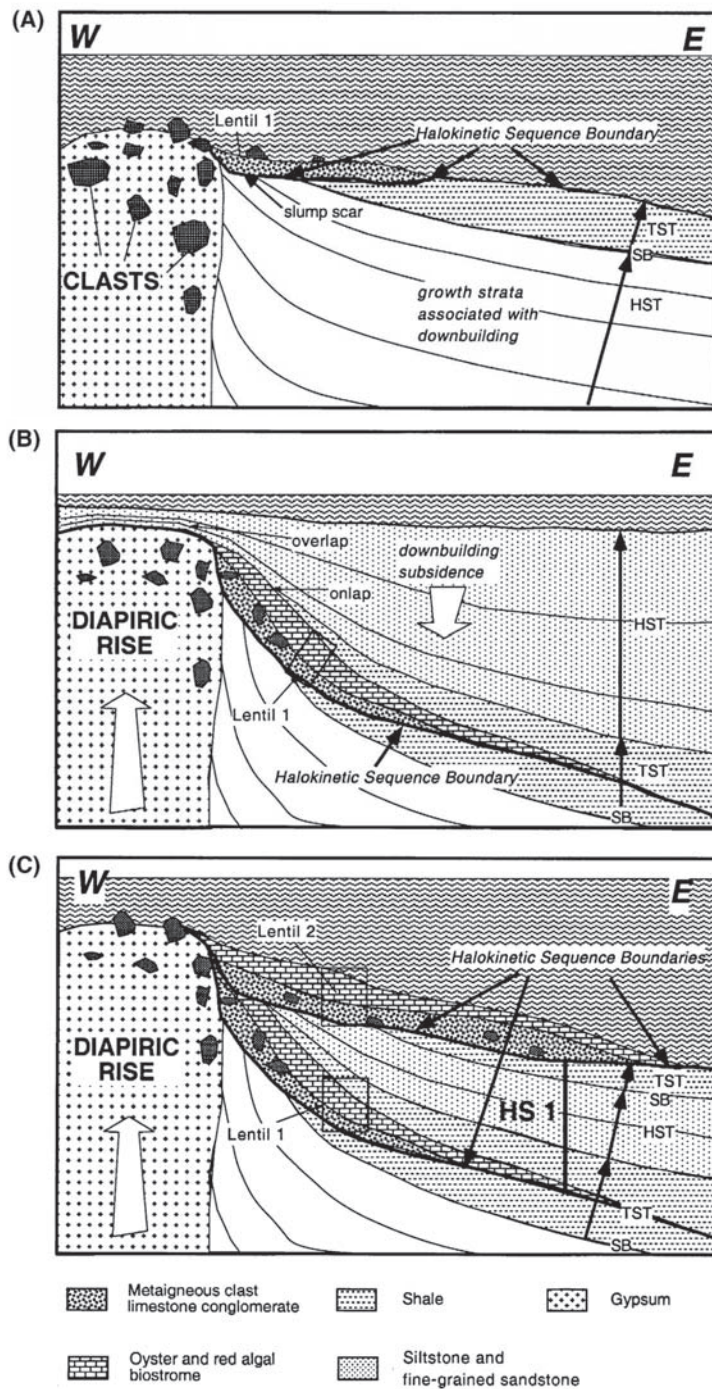 (A)
W
E
Lentil 1
Halokinetic Sequence Boundary
slump scar
CLASTS
TST
SB
growth strata
associated with
downbuilding
HST
(B)
W
E
overlap
downbuilding
subsidence
onlap
DIAPIRIC
RISE
HST
Lentil 1
Halokinetic Sequence Boundary
TST
SB
(C)
W
E
Lentil 2
Halokinetic Sequence Boundaries
DIAPIRIC
RISE
TST
SB
HS 1
HST
Lentil 1
TST
SB
Metaigneous clast
limestone conglomerate
Shale
Gypsum
Oyster and red algal
biostrome
Siltstone and
fine-grained sandstone